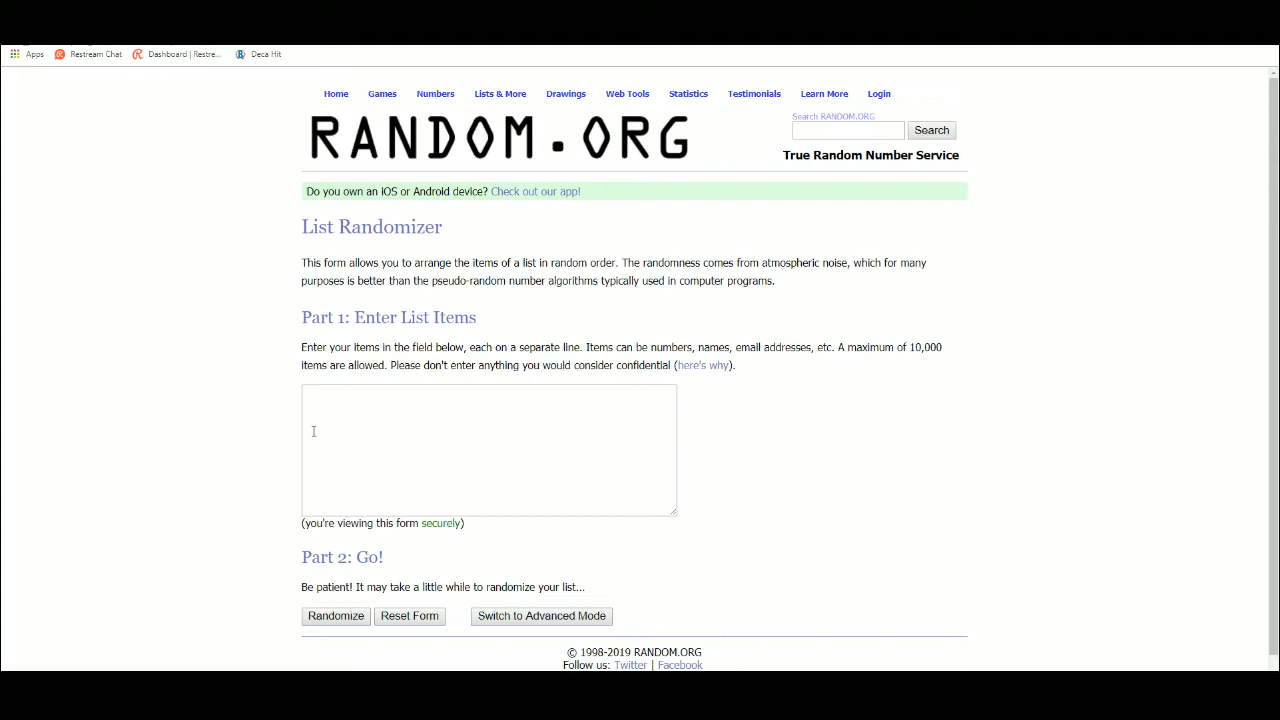 Apps Restream Chat Dashboard | Restre... Deca Hit
Home Games Numbers Lists & More Drawings Web Tools Statistics Testimonials Learn More Login
RANDOM.ORG
Search RANDOM.ORG
Search
True Random Number Service
Do you own an iOS or Android device? Check out our app!
List Randomizer
This form allows you to arrange the items of a list in random order. The randomness comes from atmospheric noise, which for many
purposes is better than the pseudo-random number algorithms typically used in computer programs.
Part 1: Enter List Items
Enter your items in the field below, each on a separate line. Items can be numbers, names, email addresses, etc. A maximum of 10,000
items are allowed. Please don't enter anything you would consider confidential (here's why).
(you're viewing this form securely)
Part 2: Go!
Be patient! It may take a little while to randomize your list...
Randomize Reset Form Switch to Advanced Mode
© 1998-2019 RANDOM.ORG
Follow us: Twitter | Facebook